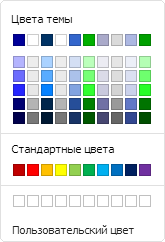 Цвета темы
Стандартные цвета
Пользовательский цвет